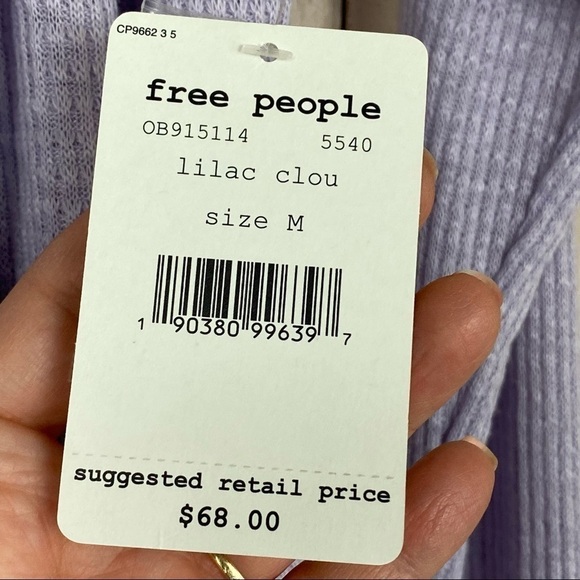 CP9662 3 5
free people
OB915114 5540
lilac clou
size M
1 90380 99639 7
suggested retail price
$68.00